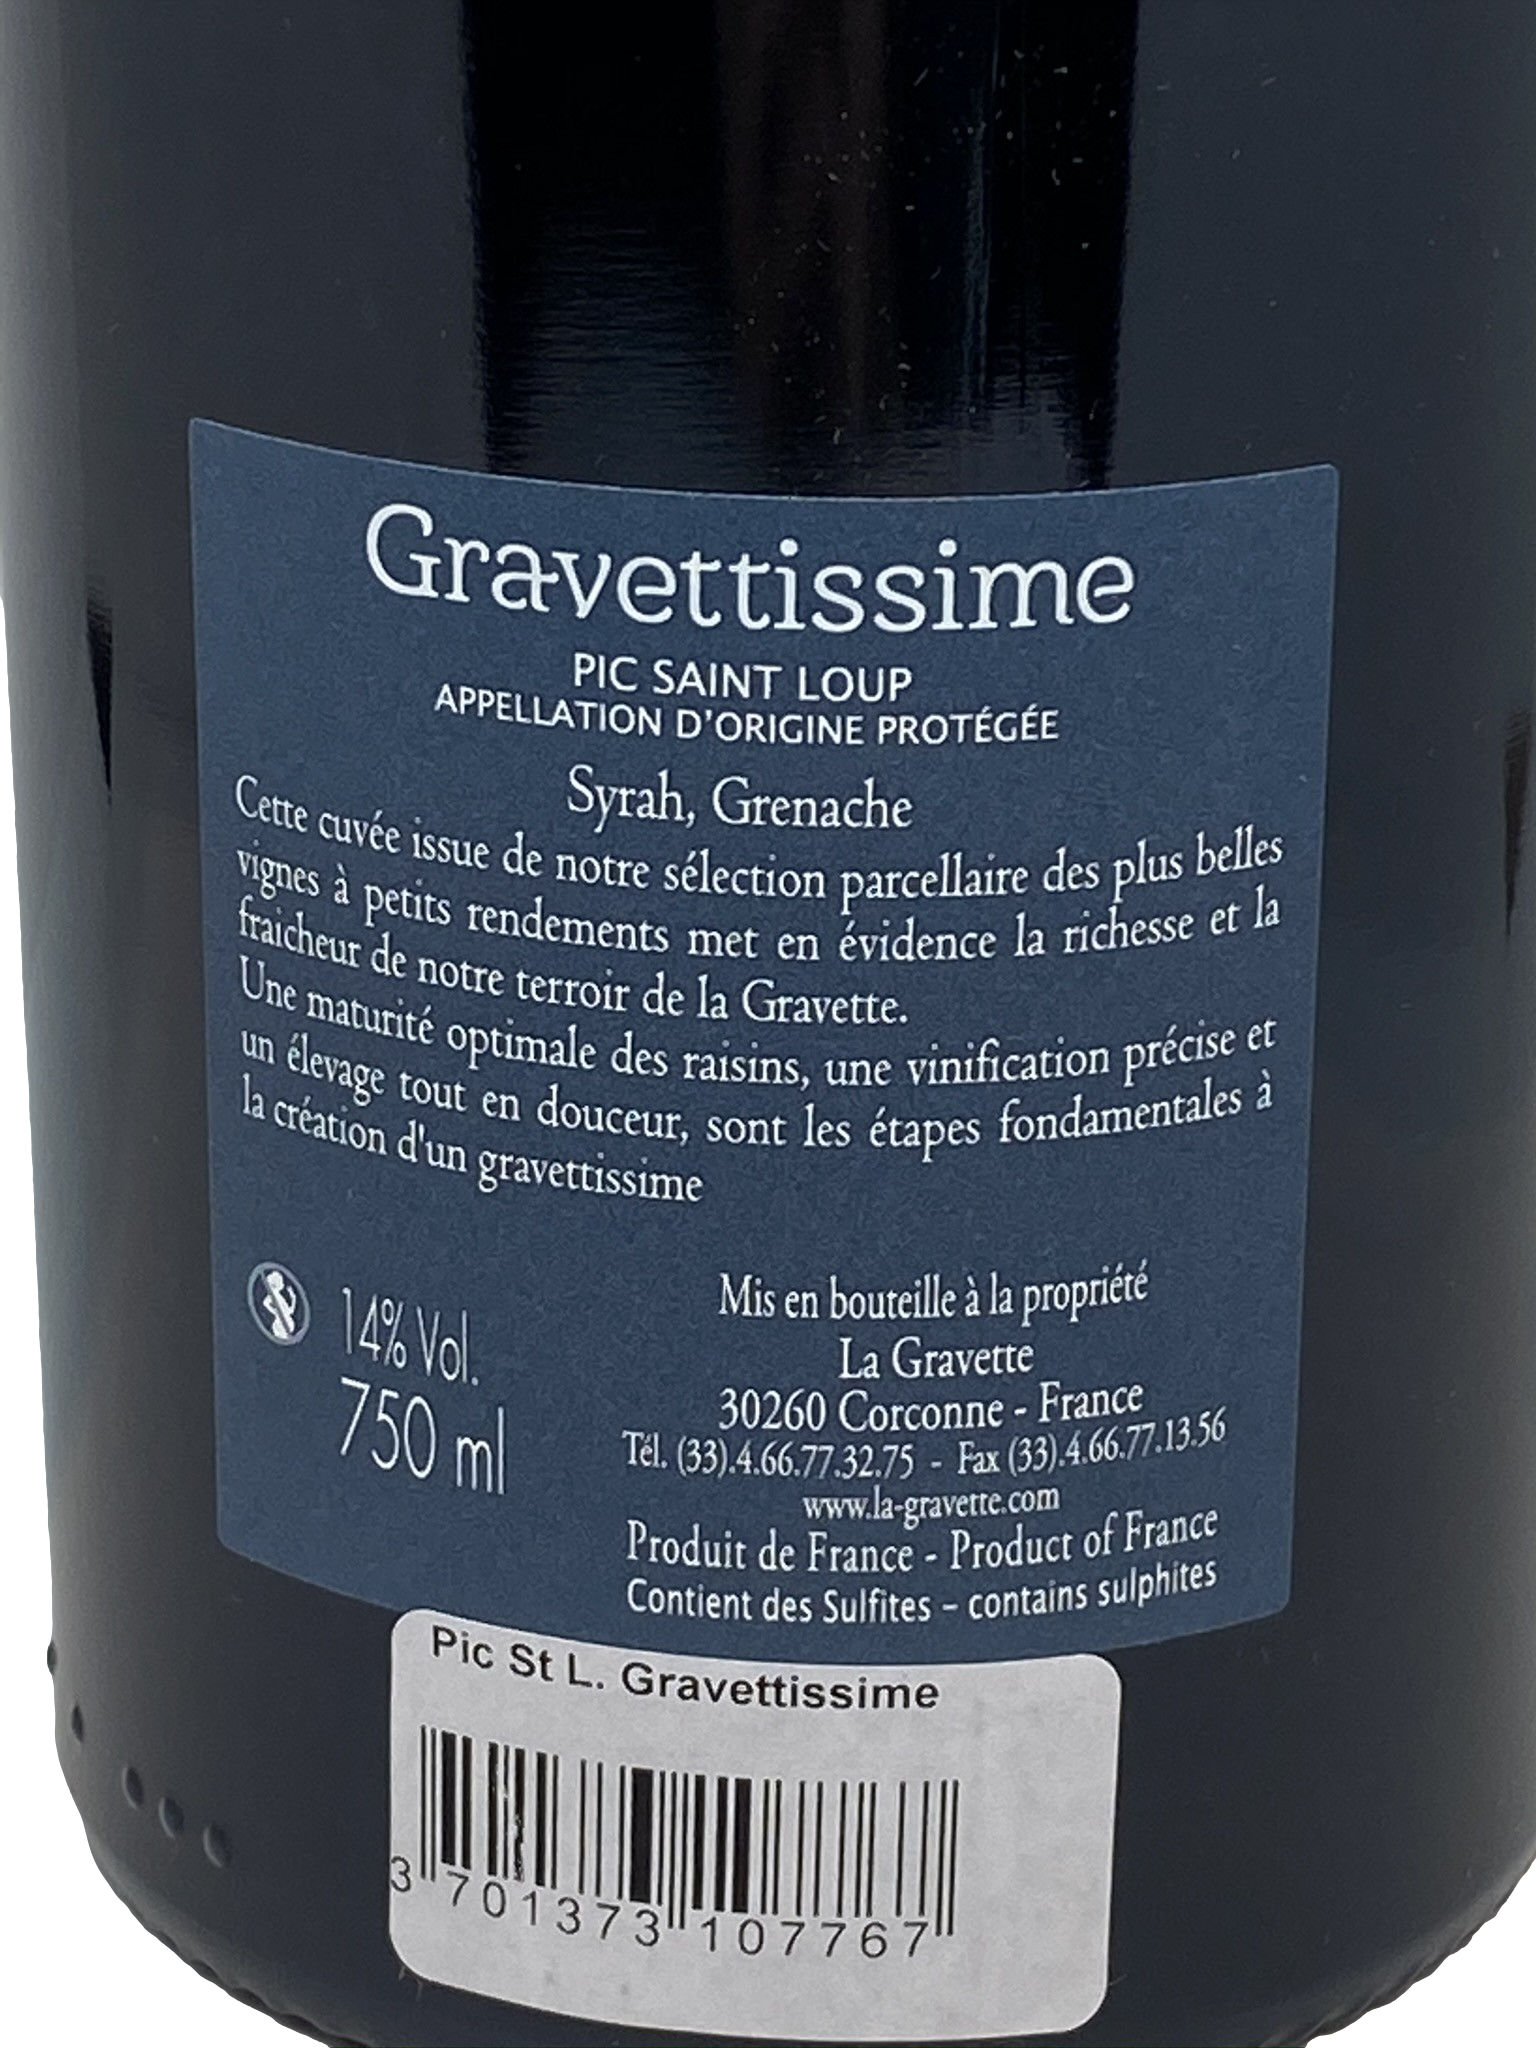 Gravettissime
PIC SAINT LOUP
APPELLATION D'ORIGINE PROTÉGÉE
Syrah, Grenache
Cette cuvée issue de notre sélection parcellaire des plus belles
vignes à petits rendements met en évidence la richesse et la
fraicheur de notre terroir de la Gravette.
Une maturité optimale des raisins, une vinification précise et
un élevage tout en douceur, sont les étapes fondamentales à
la création d'un gravettissime
14% Vol.
750 ml
Mis en bouteille à la propriété
La Gravette
30260 Corconne - France
Tél. (33).4.66.77.32.75 - Fax (33).4.66.77.13.56
www.la-gravette.com
Produit de France - Product of France
Contient des Sulfites - contains sulphites
Pic St L. Gravettissime
3 701373 107767